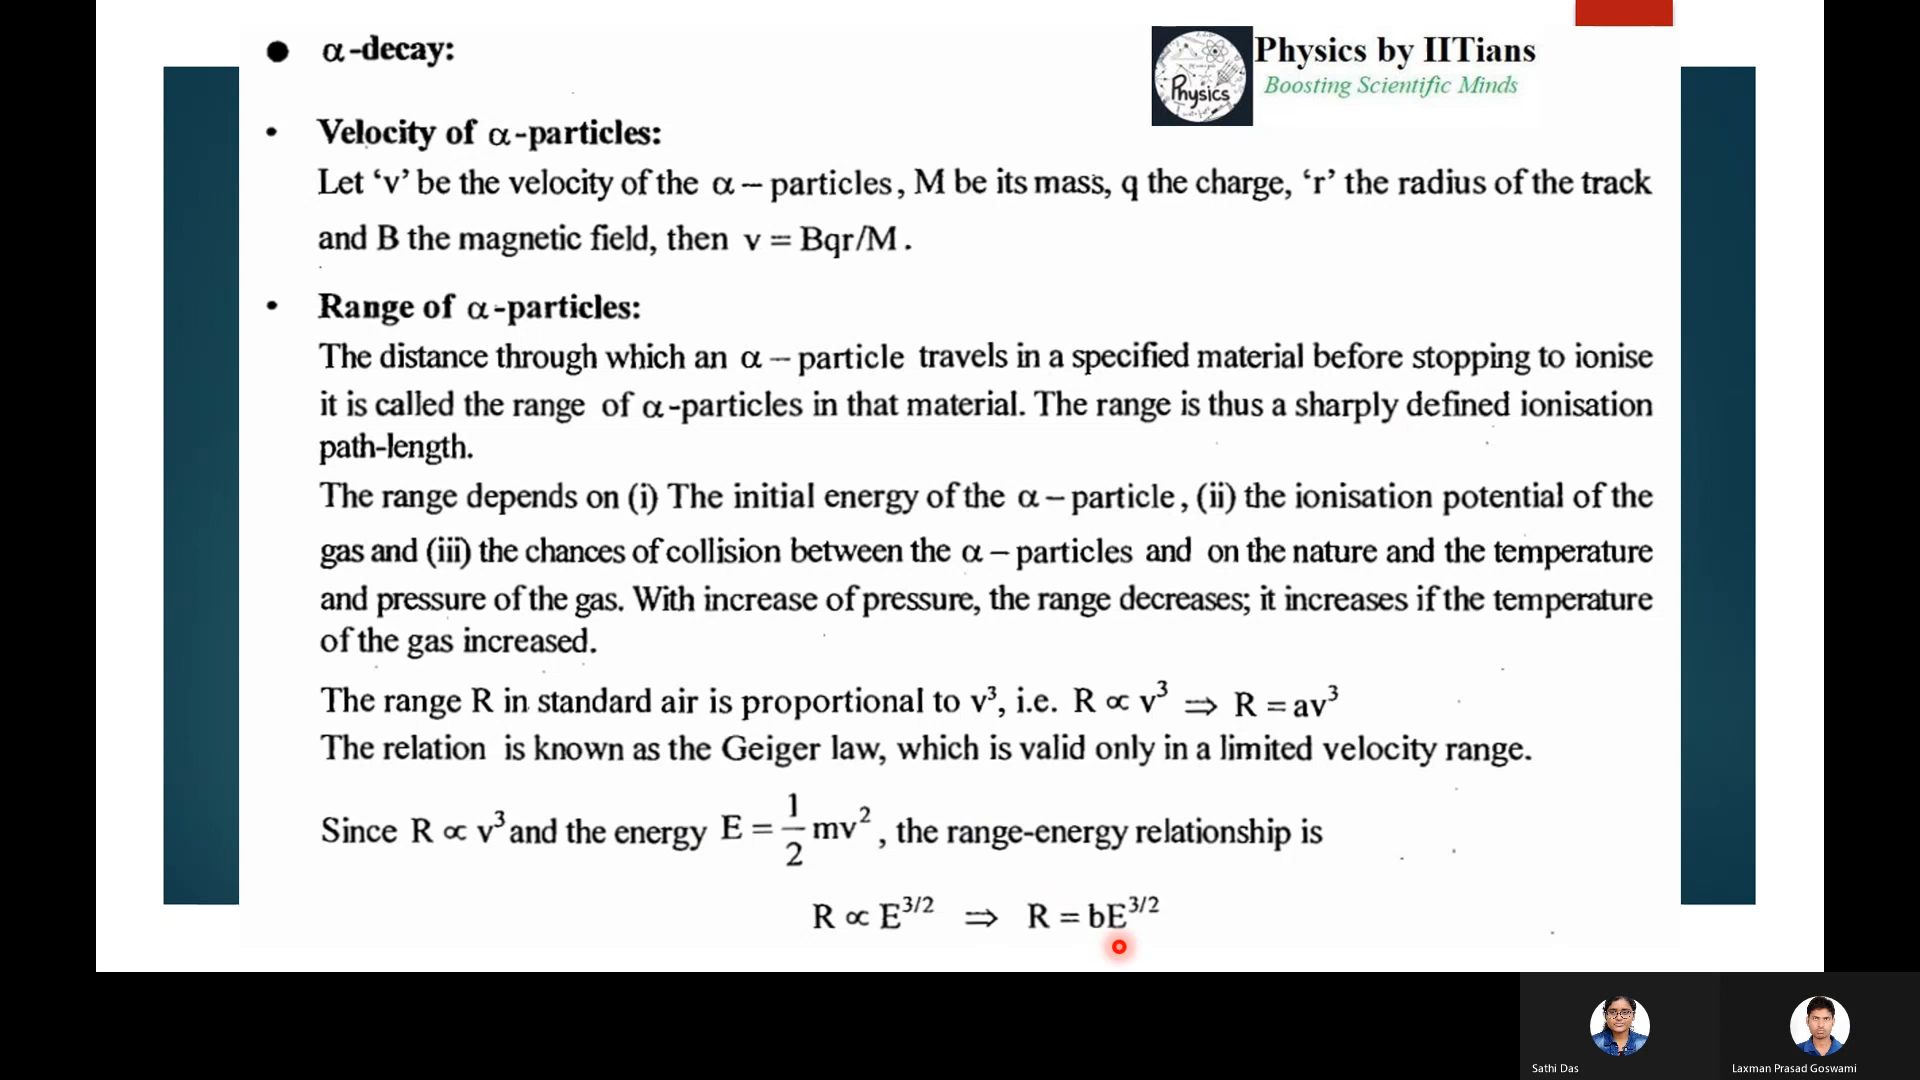 ● α-decay:
Physics by IITians
Boosting Scientific Minds
Physics
• Velocity of α-particles:
Let ‘v’ be the velocity of the α – particles, M be its mass, q the charge, ‘r’ the radius of the track
and B the magnetic field, then v = Bqr/M.
• Range of α-particles:
The distance through which an α – particle travels in a specified material before stopping to ionise
it is called the range of α-particles in that material. The range is thus a sharply defined ionisation
path-length.
The range depends on (i) The initial energy of the α – particle, (ii) the ionisation potential of the
gas and (iii) the chances of collision between the α – particles and on the nature and the temperature
and pressure of the gas. With increase of pressure, the range decreases; it increases if the temperature
of the gas increased.
The range R in standard air is proportional to v³, i.e. R ∝ v³ ⇒ R = av³
The relation is known as the Geiger law, which is valid only in a limited velocity range.
Since R ∝ v³ and the energy E = 1/2 mv², the range-energy relationship is
R ∝ E^3/2 ⇒ R = bE^3/2
Sathi Das
Laxman Prasad Goswami